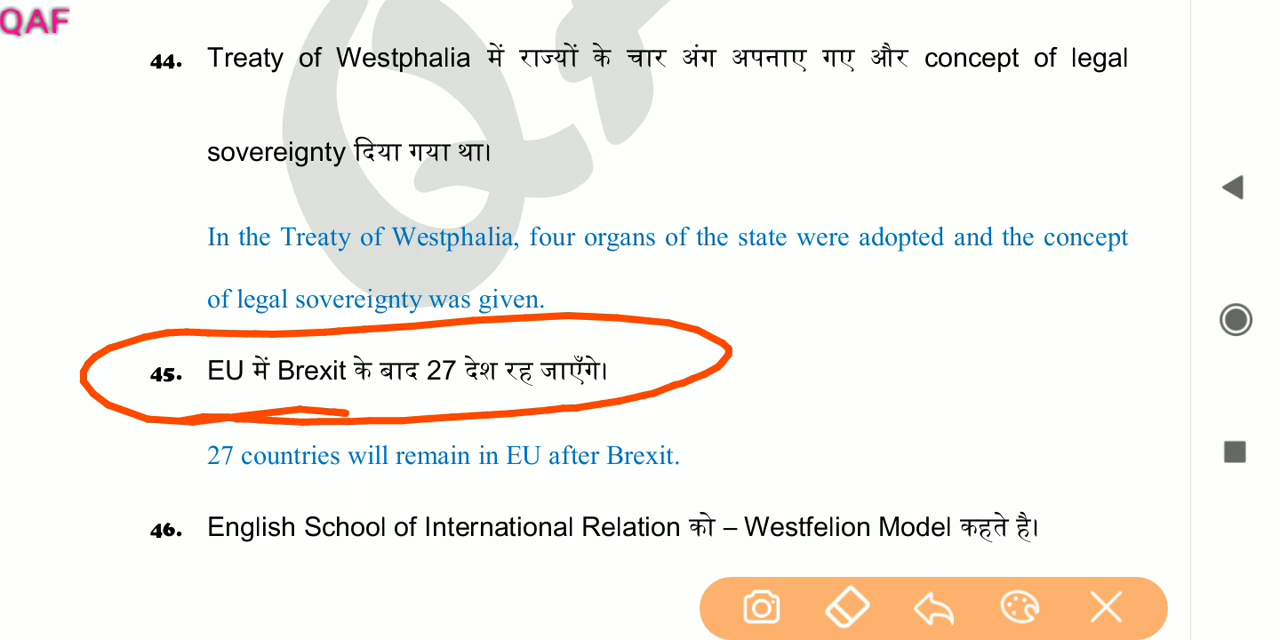 QAF
44. Treaty of Westphalia में राज्यों के चार अंग अपनाए गए और concept of legal
sovereignty दिया गया था।
In the Treaty of Westphalia, four organs of the state were adopted and the concept
of legal sovereignty was given.
45. EU में Brexit के बाद 27 देश रह जाएँगे।
27 countries will remain in EU after Brexit.
46. English School of International Relation को – Westfelion Model कहते है।